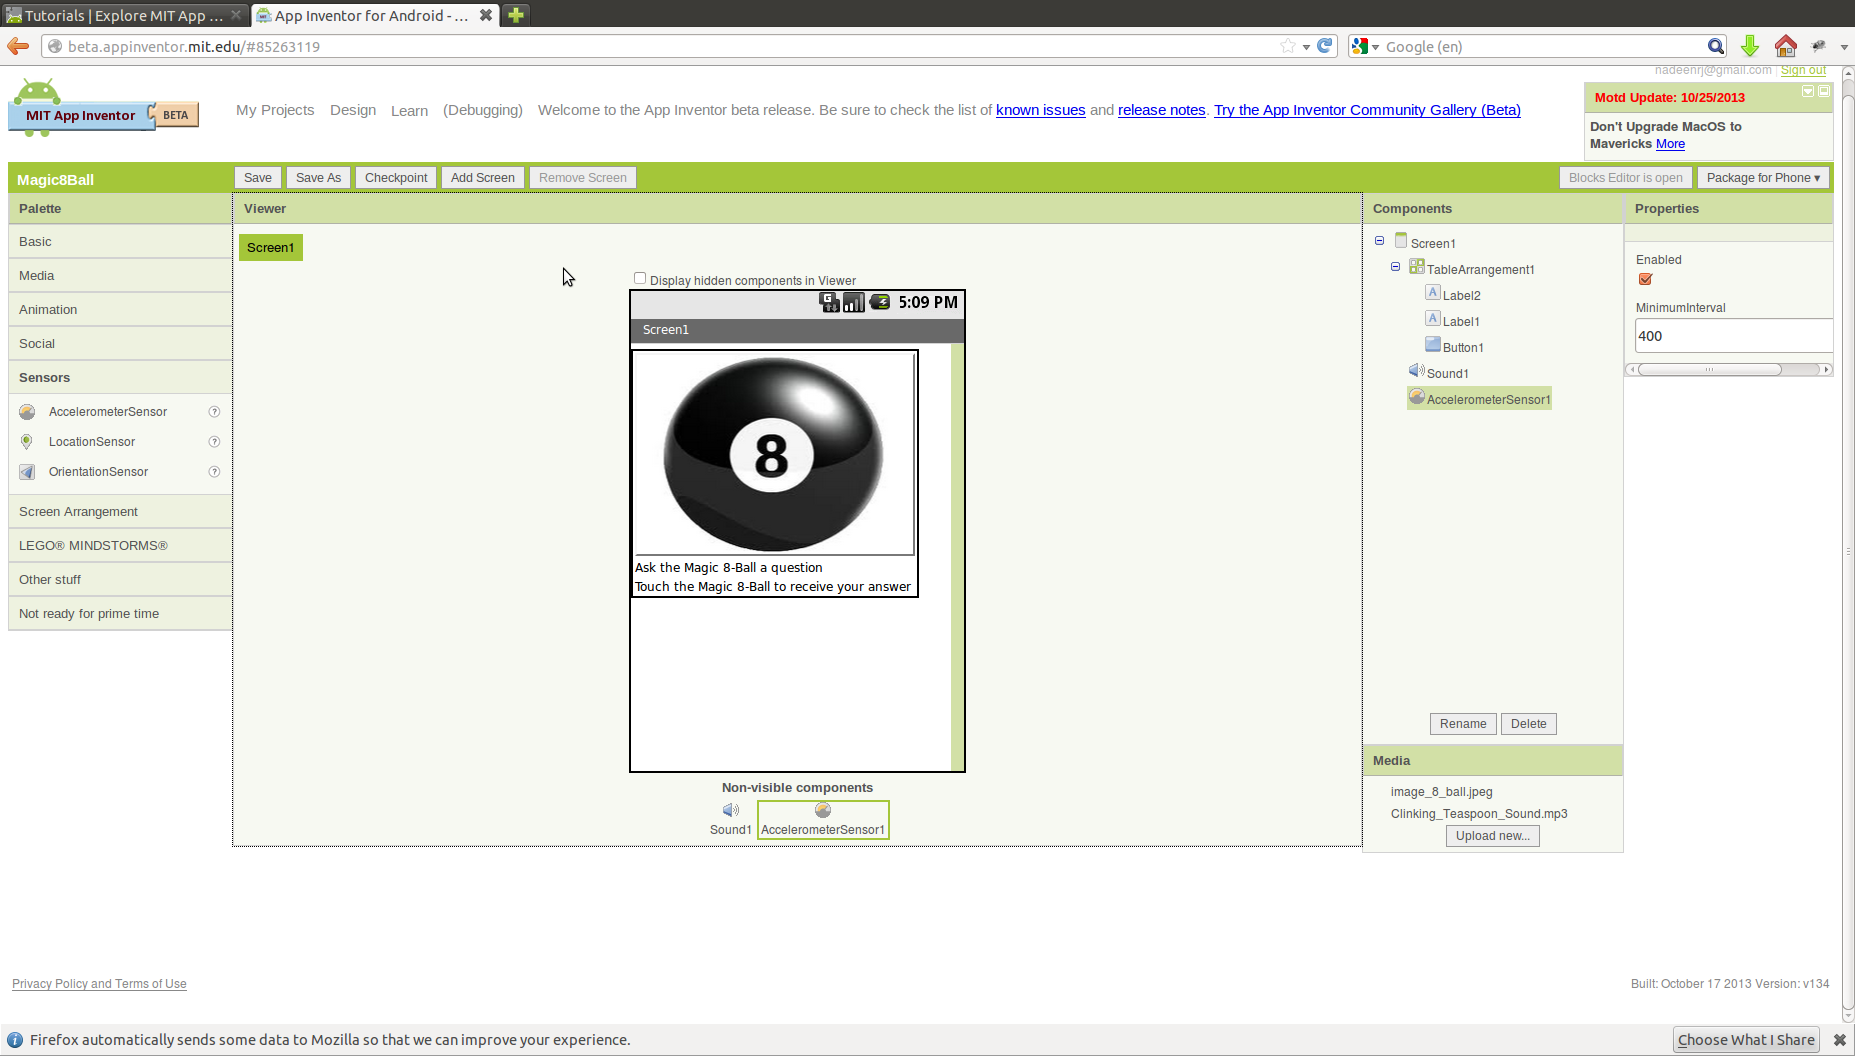 Tutorials | Explore MIT App ...
App Inventor for Android - ...
beta.appinventor.mit.edu/#85263119
Google (en)
nadeenrj@gmail.com | Sign out
MIT App Inventor
BETA
My Projects Design Learn (Debugging) Welcome to the App Inventor beta release. Be sure to check the list of known issues and release notes. Try the App Inventor Community Gallery (Beta)
Motd Update: 10/25/2013
Don't Upgrade MacOS to
Mavericks More
Magic8Ball
Save
Save As
Checkpoint
Add Screen
Remove Screen
Blocks Editor is open
Package for Phone ▾
Palette
Basic
Media
Animation
Social
Sensors
AccelerometerSensor ?
LocationSensor ?
OrientationSensor ?
Screen Arrangement
LEGO® MINDSTORMS®
Other stuff
Not ready for prime time
Viewer
Screen1
Display hidden components in Viewer
G
5:09 PM
Screen1
8
Ask the Magic 8-Ball a question
Touch the Magic 8-Ball to receive your answer
Non-visible components
Sound1
AccelerometerSensor1
Components
Screen1
TableArrangement1
A Label2
A Label1
Button1
Sound1
AccelerometerSensor1
Rename
Delete
Media
image_8_ball.jpeg
Clinking_Teaspoon_Sound.mp3
Upload new...
Properties
Enabled
MinimumInterval
400
Privacy Policy and Terms of Use
Built: October 17 2013 Version: v134
Firefox automatically sends some data to Mozilla so that we can improve your experience.
Choose What I Share